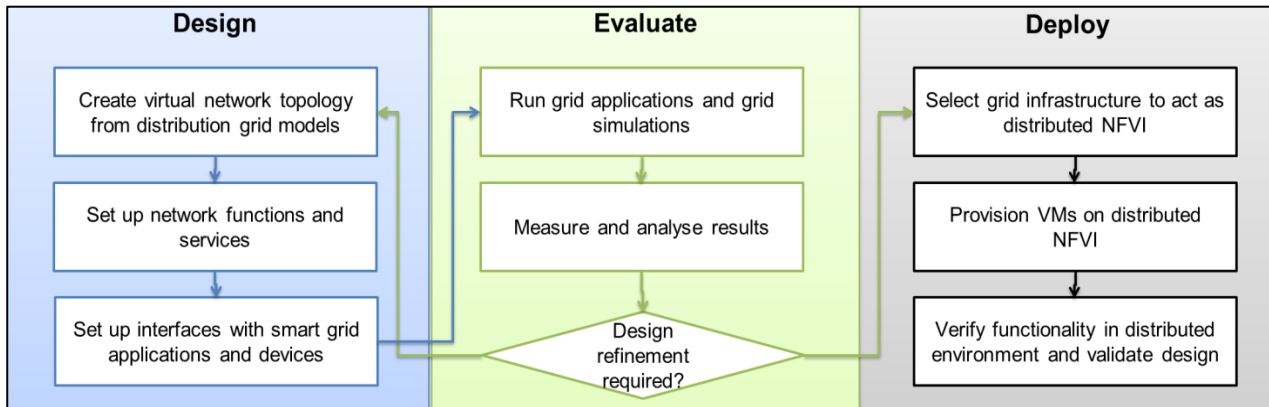 Design
Create virtual network topology
from distribution grid models
Set up network functions and
services
Set up interfaces with smart grid
applications and devices
Evaluate
Run grid applications and grid
simulations
Measure and analyse results
Design
refinement
required?
Deploy
Select grid infrastructure to act as
distributed NFVI
Provision VMs on distributed
NFVI
Verify functionality in distributed
environment and validate design